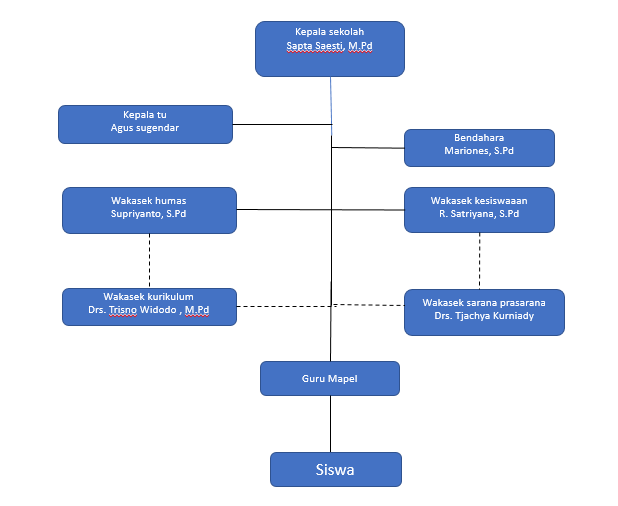 Kepala sekolah
Sapta Saesti, M.Pd
Kepala tu
Agus sugendar
Bendahara
Mariones, S.Pd
Wakasek humas
Supriyanto, S.Pd
Wakasek kesiswaaan
R. Satriyana, S.Pd
Wakasek kurikulum
Drs. Trisno Widodo , M.Pd
Wakasek sarana prasarana
Drs. Tjachya Kurniady
Guru Mapel
Siswa